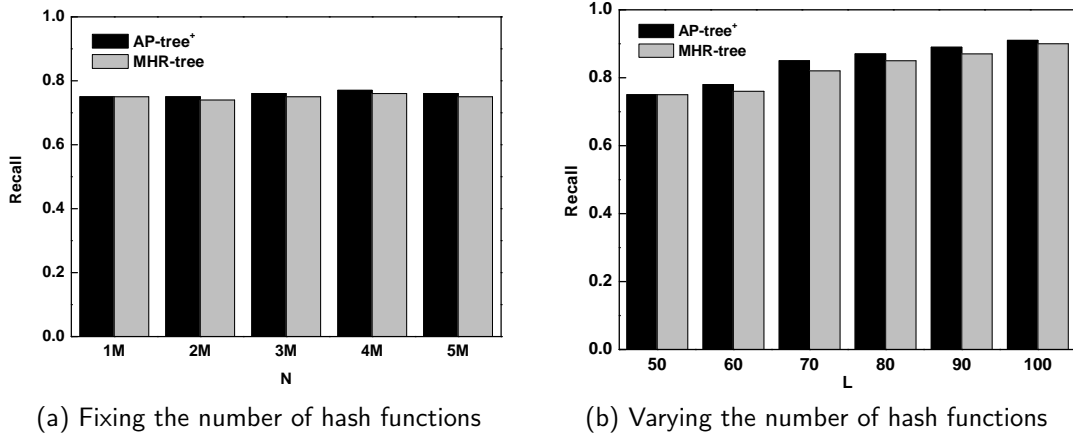 1.0
0.8
0.6
0.4
0.2
0.0
Recall
AP-tree⁺
MHR-tree
1M 2M 3M 4M 5M
N
(a) Fixing the number of hash functions
1.0
0.8
0.6
0.4
0.2
0.0
Recall
AP-tree⁺
MHR-tree
50 60 70 80 90 100
L
(b) Varying the number of hash functions